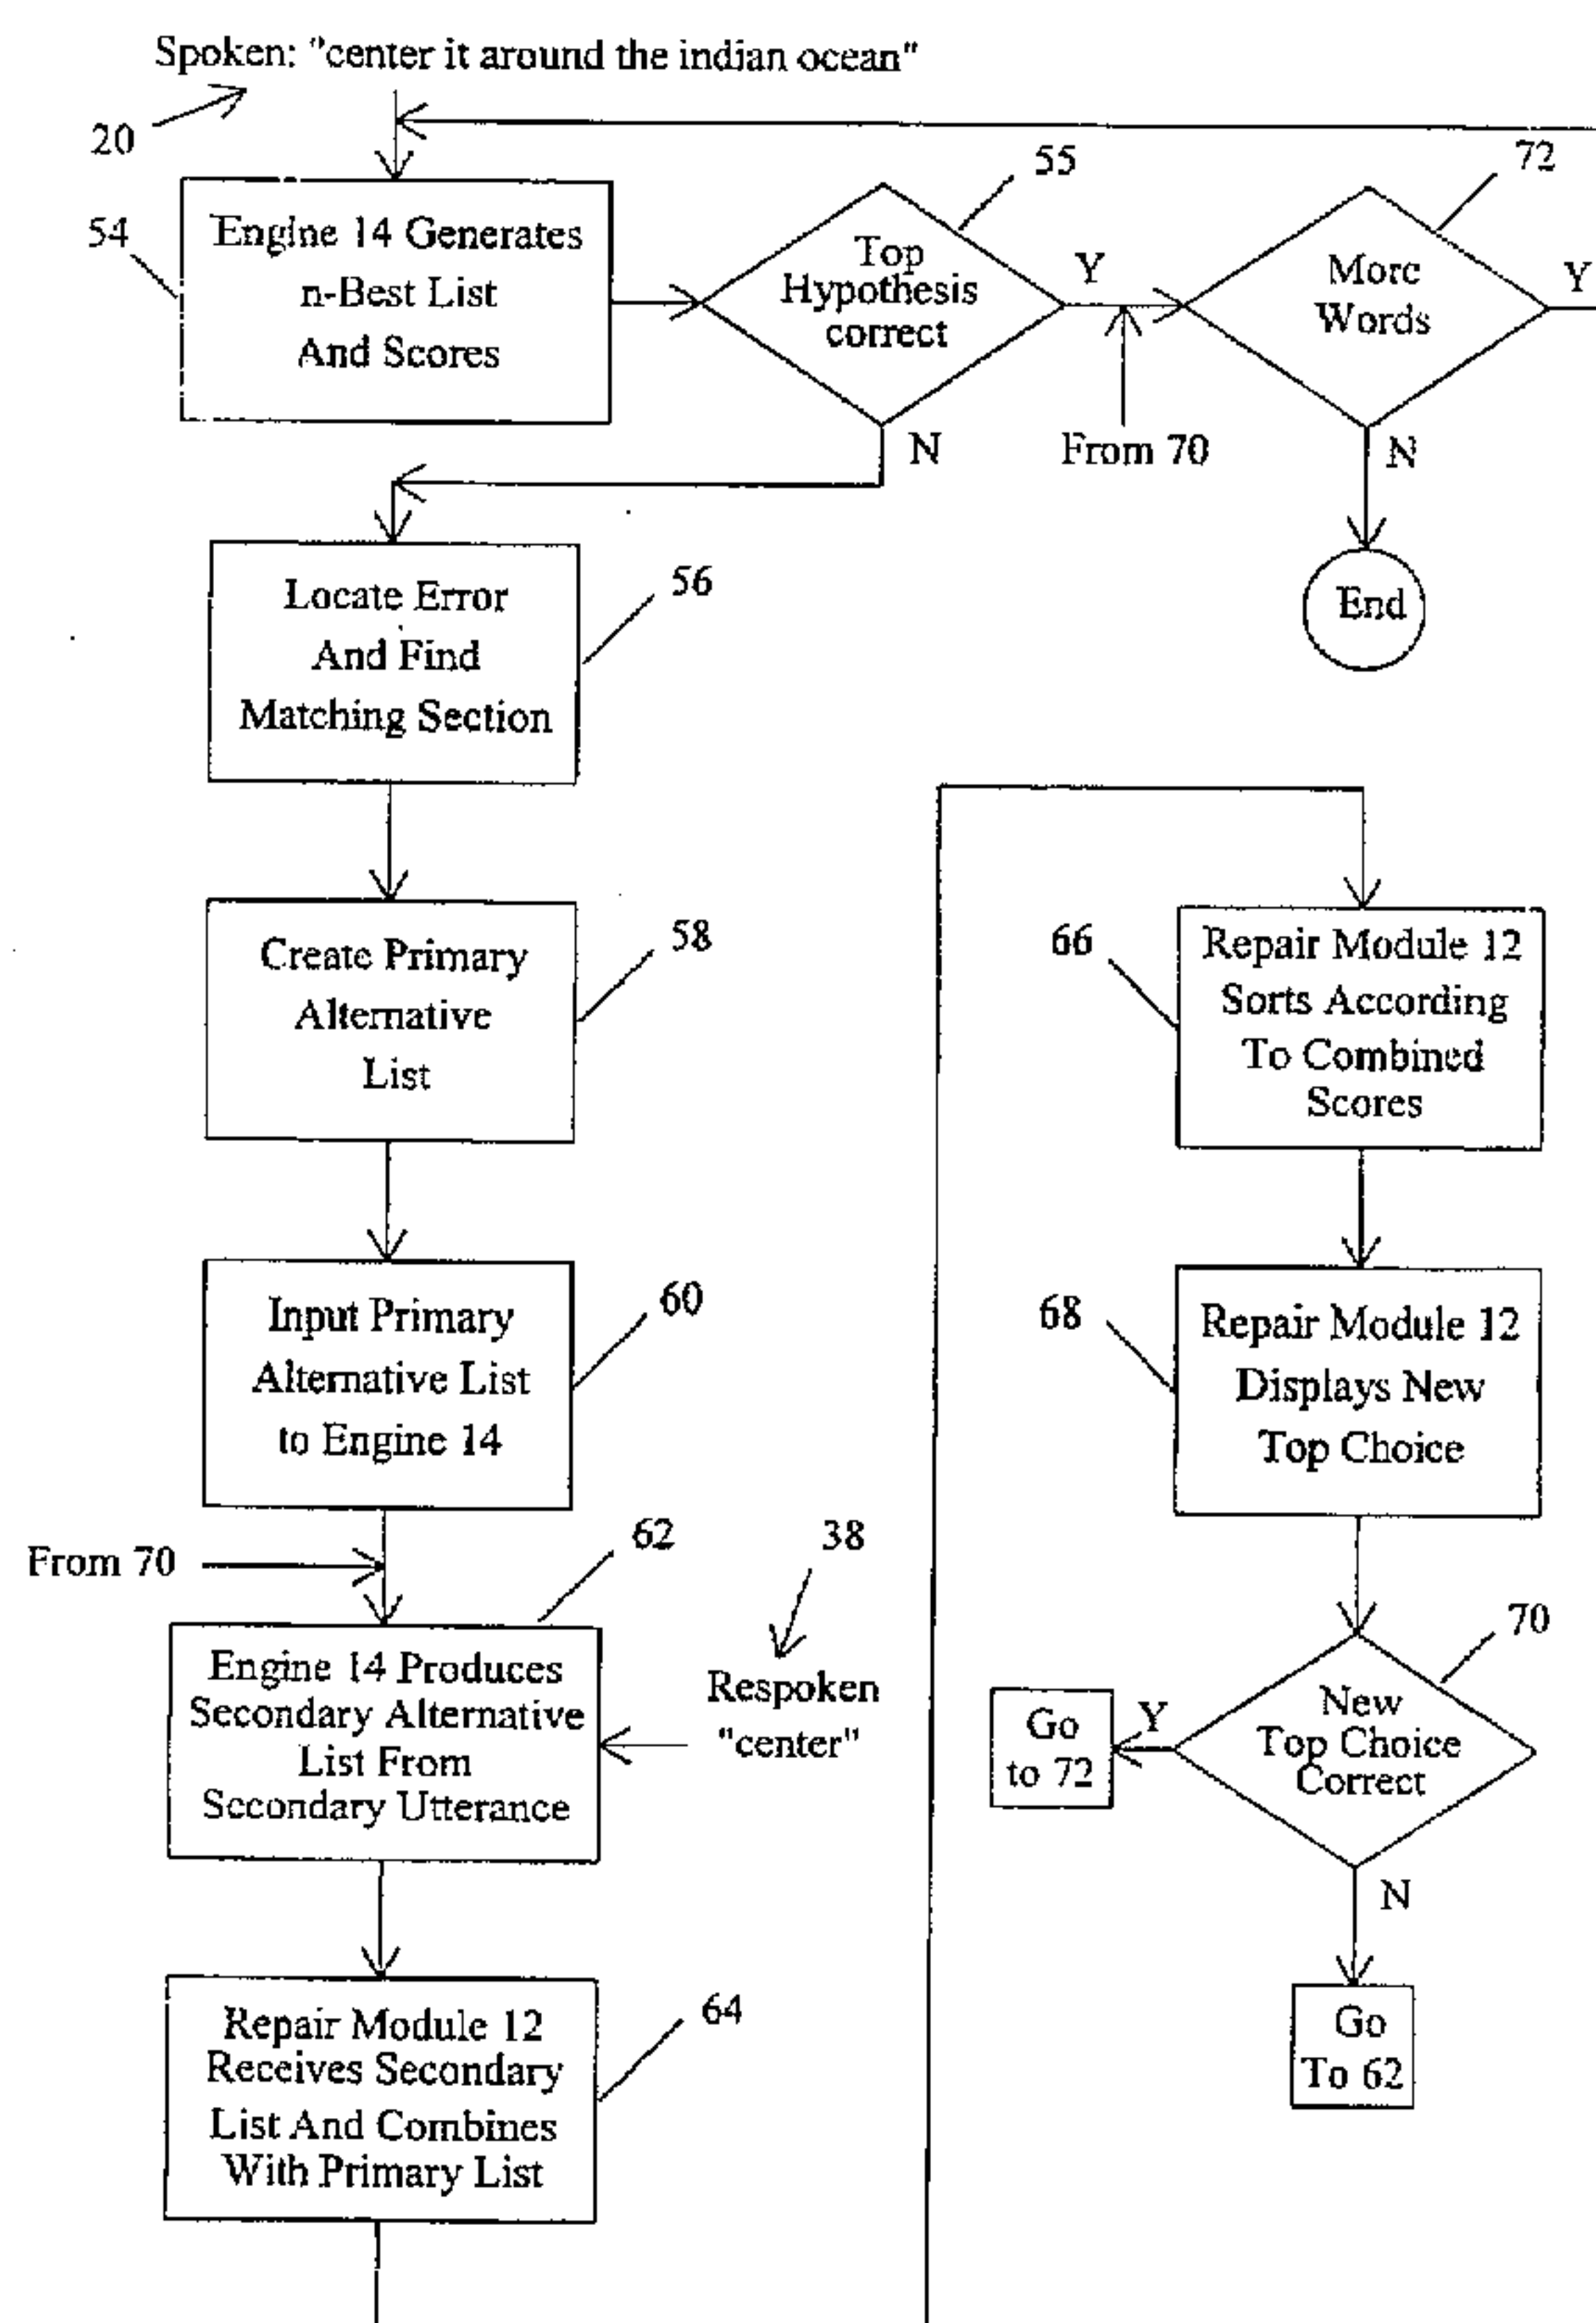 Spoken: "center it around the indian ocean"
20
54
Engine 14 Generates
n-Best List
And Scores
55
Top
Hypothesis
correct
Y
N
From 70
72
More
Words
Y
N
End
Locate Error
And Find
Matching Section
56
Create Primary
Alternative
List
58
Input Primary
Alternative List
to Engine 14
60
From 70
62
38
Engine 14 Produces
Secondary Alternative
List From
Secondary Utterance
Respoken
"center"
Repair Module 12
Receives Secondary
List And Combines
With Primary List
64
66
Repair Module 12
Sorts According
To Combined
Scores
68
Repair Module 12
Displays New
Top Choice
70
New
Top Choice
Correct
Y
Go
to 72
N
Go
To 62